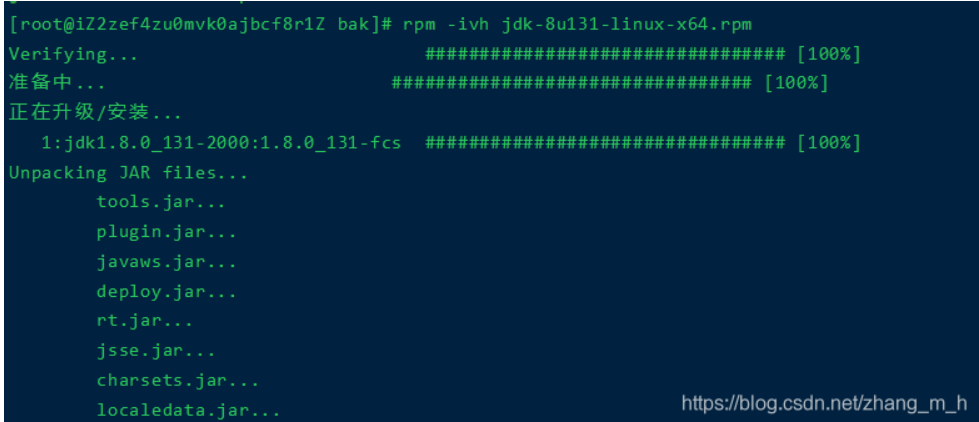 [root@iZ2zef4zu0mvk0ajbcf8r1Z bak]# rpm -ivh jdk-8u131-linux-x64.rpm
Verifying... ################################# [100%]
准备中... ################################# [100%]
正在升级/安装...
1:jdk1.8.0_131-2000:1.8.0_131-fcs ################################# [100%]
Unpacking JAR files...
tools.jar...
plugin.jar...
javaws.jar...
deploy.jar...
rt.jar...
jsse.jar...
charsets.jar...
localedata.jar...
https://blog.csdn.net/zhang_m_h